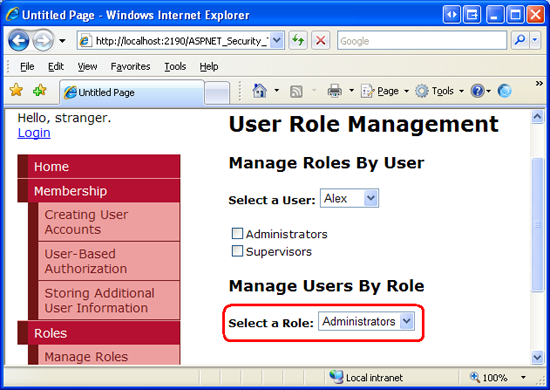 Untitled Page - Windows Internet Explorer
http://localhost:2190/ASPNET_Security_
Google
File Edit View Favorites Tools Help
Untitled Page
Page Tools
Hello, stranger.
Login
Home
Membership
Creating User
Accounts
User-Based
Authorization
Storing Additional
User Information
Roles
Manage Roles
User Role Management
Manage Roles By User
Select a User: Alex
Administrators
Supervisors
Manage Users By Role
Select a Role: Administrators
Local intranet
100%